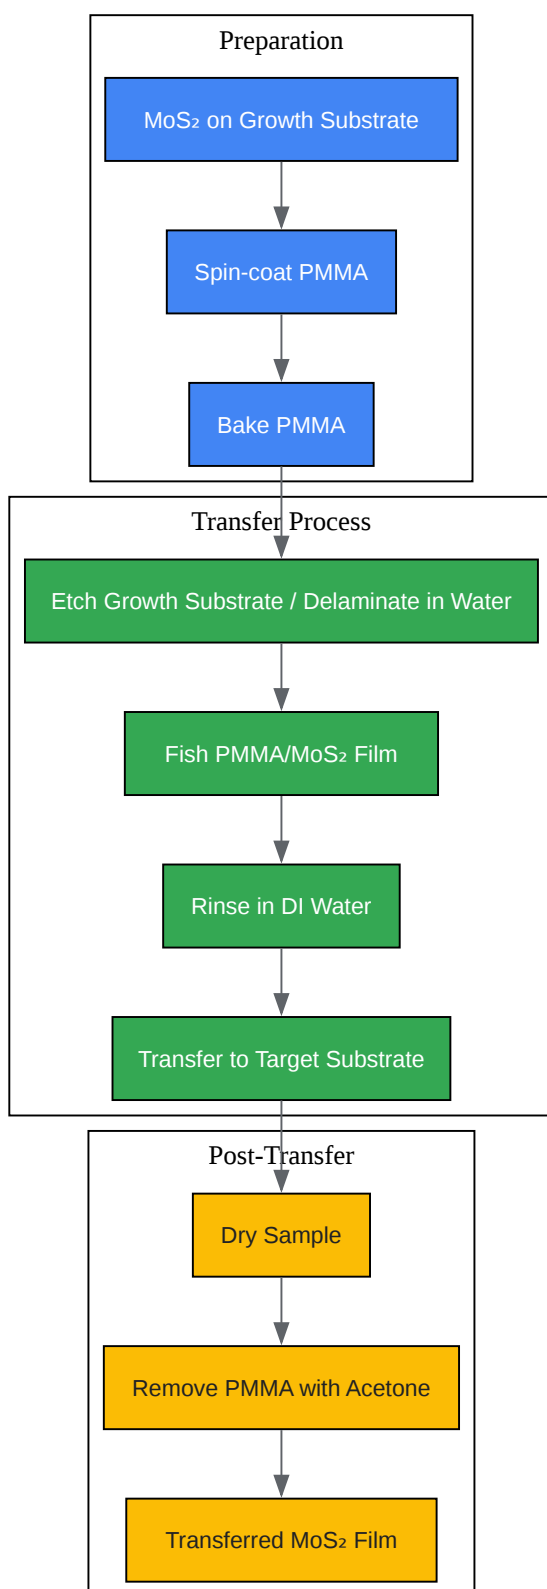 Preparation
MoS₂ on Growth Substrate
Spin-coat PMMA
Bake PMMA
Transfer Process
Etch Growth Substrate / Delaminate in Water
Fish PMMA/MoS₂ Film
Rinse in DI Water
Transfer to Target Substrate
Post-Transfer
Dry Sample
Remove PMMA with Acetone
Transferred MoS₂ Film